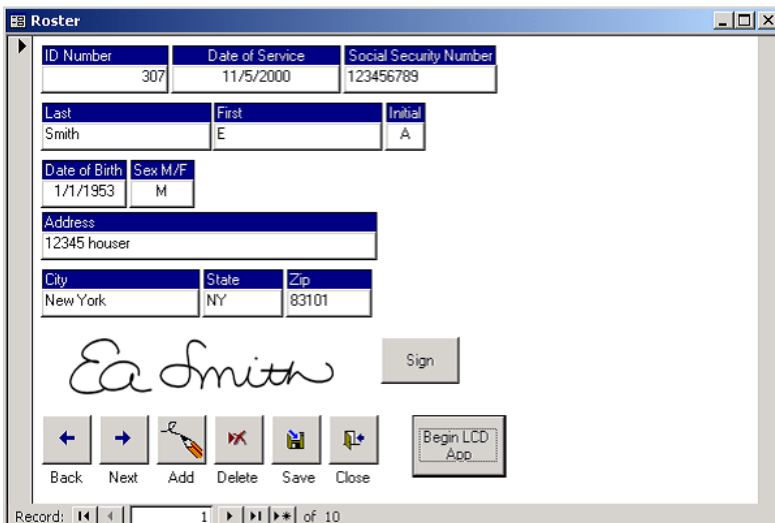 Roster
ID Number Date of Service Social Security Number
307 11/5/2000 123456789
Last First Initial
Smith E A
Date of Birth Sex M/F
1/1/1953 M
Address
12345 houser
City State Zip
New York NY 83101
Ea Smith Sign
Begin LCD
App
Back Next Add Delete Save Close
Record: 1 of 10